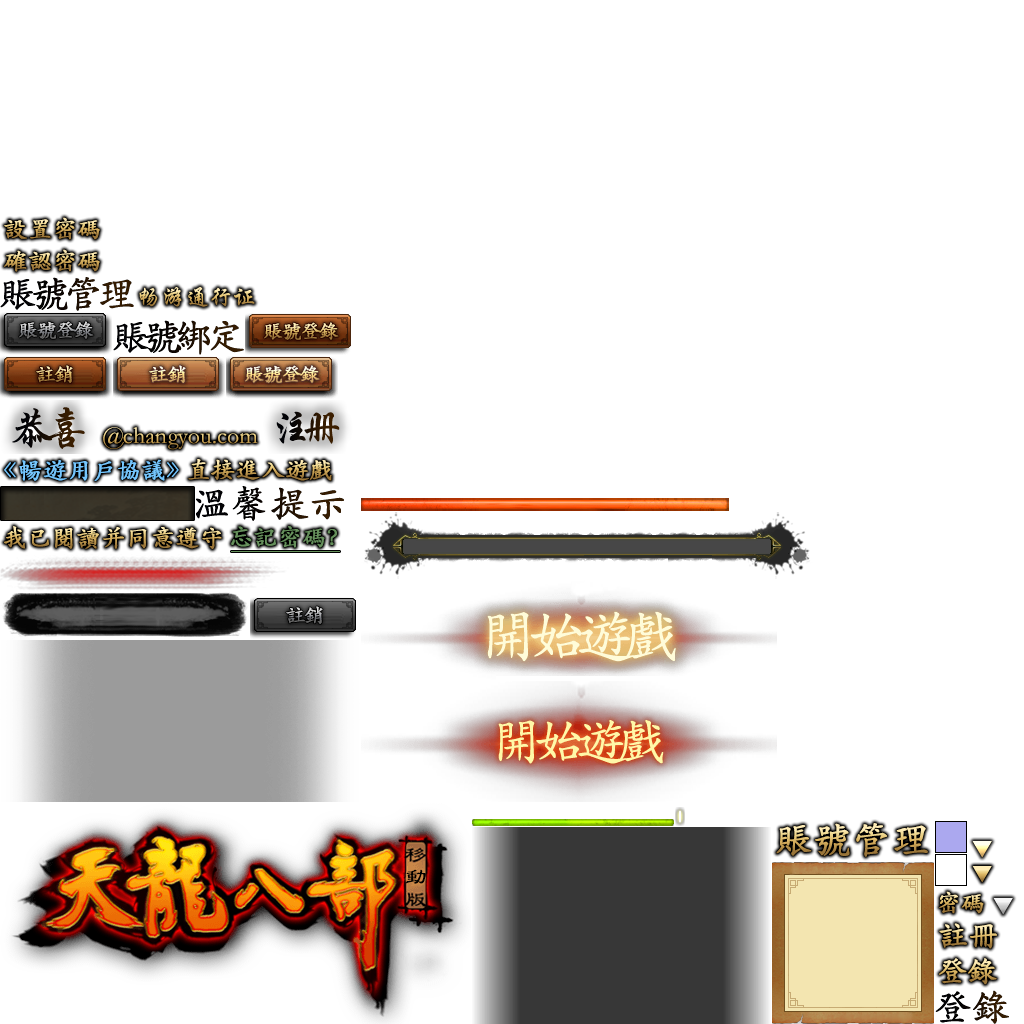 設置密碼
確認密碼
賬號管理 畅游通行证
賬號登錄 賬號綁定 賬號登錄
註銷 註銷 賬號登錄
恭喜 @changyou.com 注册
《暢遊用戶協議》 直接進入遊戲
溫馨提示
我已閱讀并同意遵守 忘記密碼?
註銷
開始遊戲
開始遊戲
天龍八部 移動版
0
賬號管理
密碼
註冊
登錄
登錄